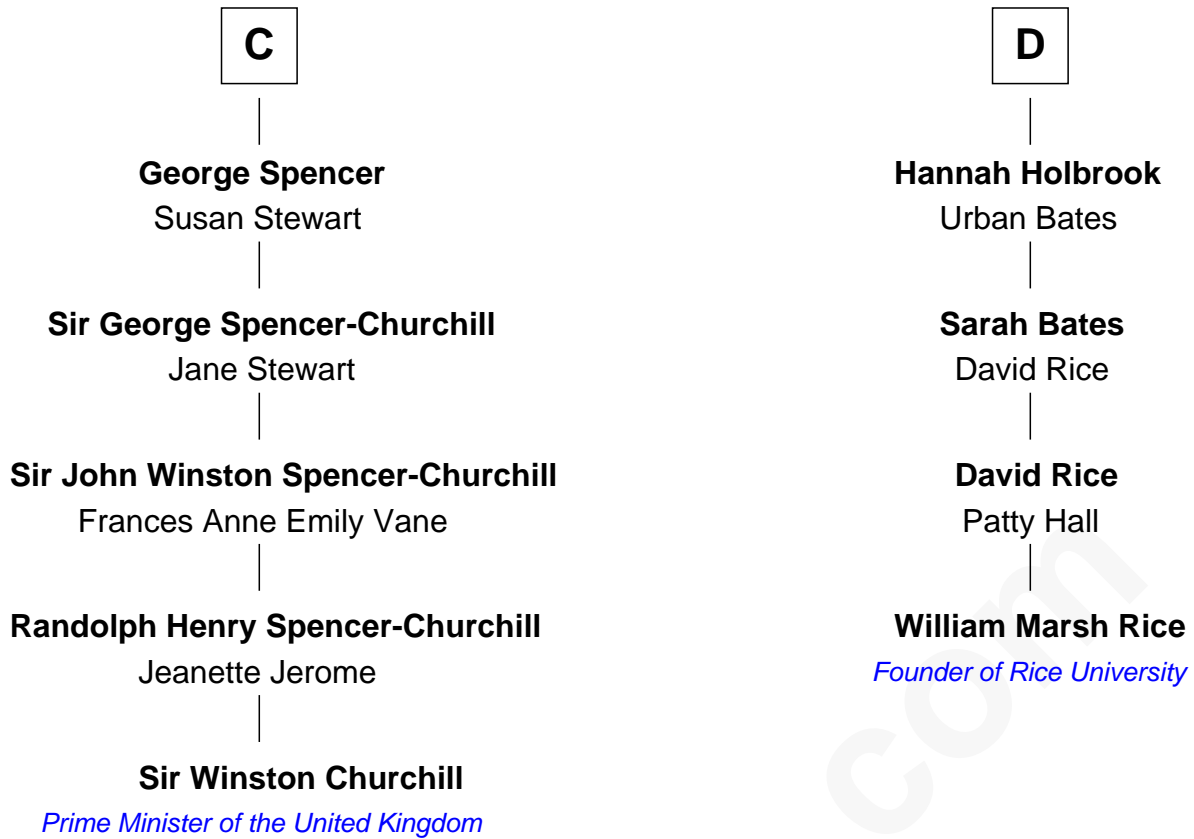 C
George Spencer
Susan Stewart
Sir George Spencer-Churchill
Jane Stewart
Sir John Winston Spencer-Churchill
Frances Anne Emily Vane
Randolph Henry Spencer-Churchill
Jeanette Jerome
Sir Winston Churchill
Prime Minister of the United Kingdom
D
Hannah Holbrook
Urban Bates
Sarah Bates
David Rice
David Rice
Patty Hall
William Marsh Rice
Founder of Rice University
com